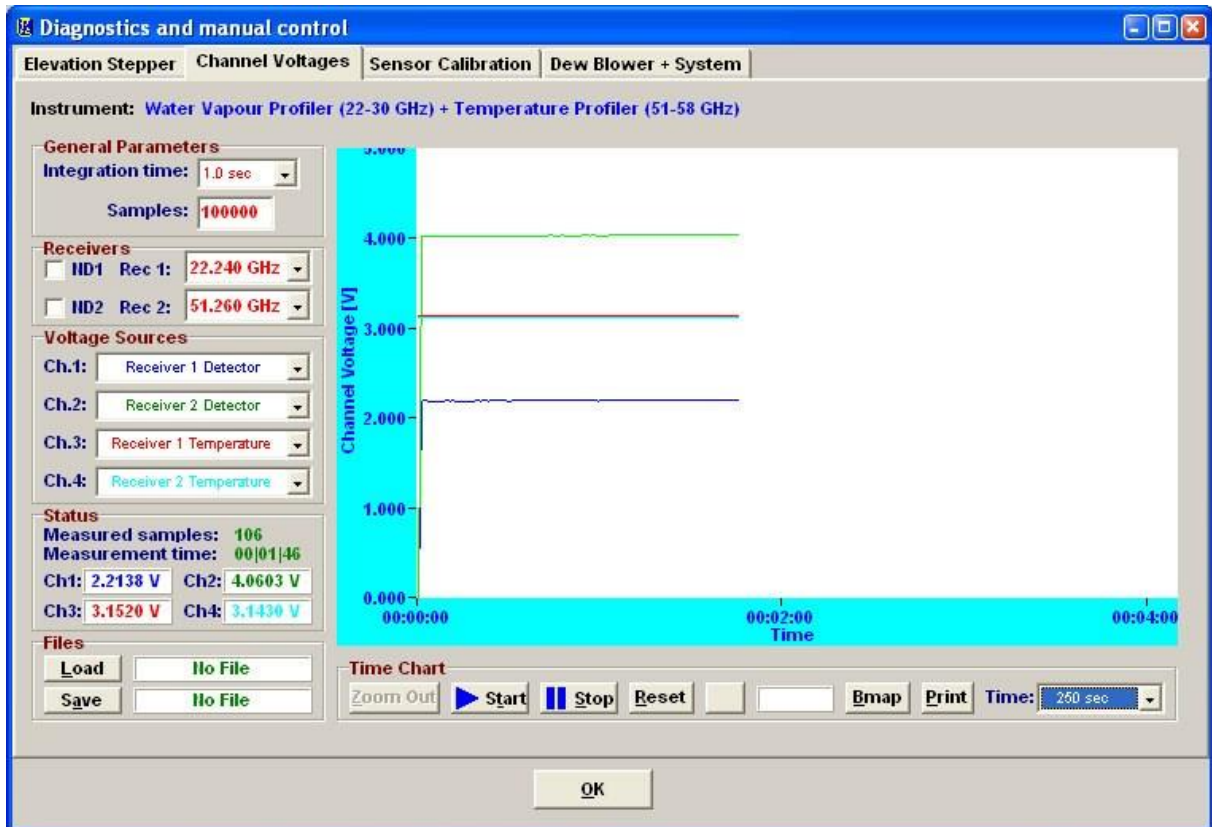 Diagnostics and manual control
Elevation Stepper Channel Voltages Sensor Calibration Dew Blower + System
Instrument: Water Vapour Profiler (22-30 GHz) + Temperature Profiler (51-58 GHz)
General Parameters
Integration time: 1.0 sec
Samples: 100000
Receivers
ND1 Rec 1: 22.240 GHz
ND2 Rec 2: 51.260 GHz
Voltage Sources
Ch.1: Receiver 1 Detector
Ch.2: Receiver 2 Detector
Ch.3: Receiver 1 Temperature
Ch.4: Receiver 2 Temperature
Status
Measured samples: 106
Measurement time: 00|01|46
Ch1: 2.2138 V Ch2: 4.0603 V
Ch3: 3.1520 V Ch4: 3.1430 V
Files
Load No File
Save No File
5.000
4.000
3.000
2.000
1.000
0.000
Channel Voltage [V]
00:00:00 00:02:00 00:04:00
Time
Time Chart
Zoom Out Start Stop Reset Bmap Print Time: 250 sec
OK